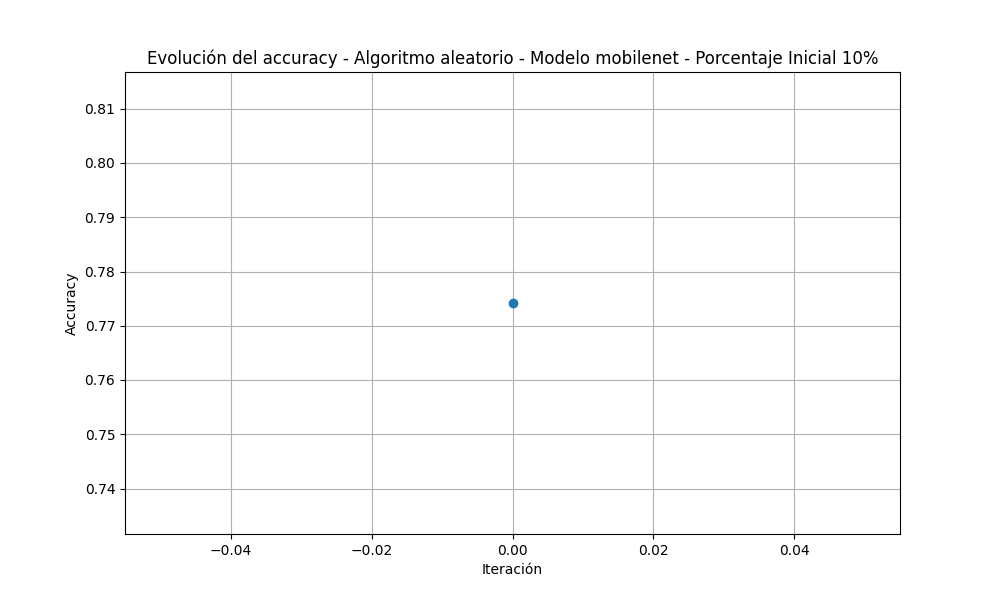 Evolución del accuracy - Algoritmo aleatorio - Modelo mobilenet - Porcentaje Inicial 10%
0.81
0.80
0.79
0.78
0.77
0.76
0.75
0.74
Accuracy
−0.04 −0.02 0.00 0.02 0.04
Iteración